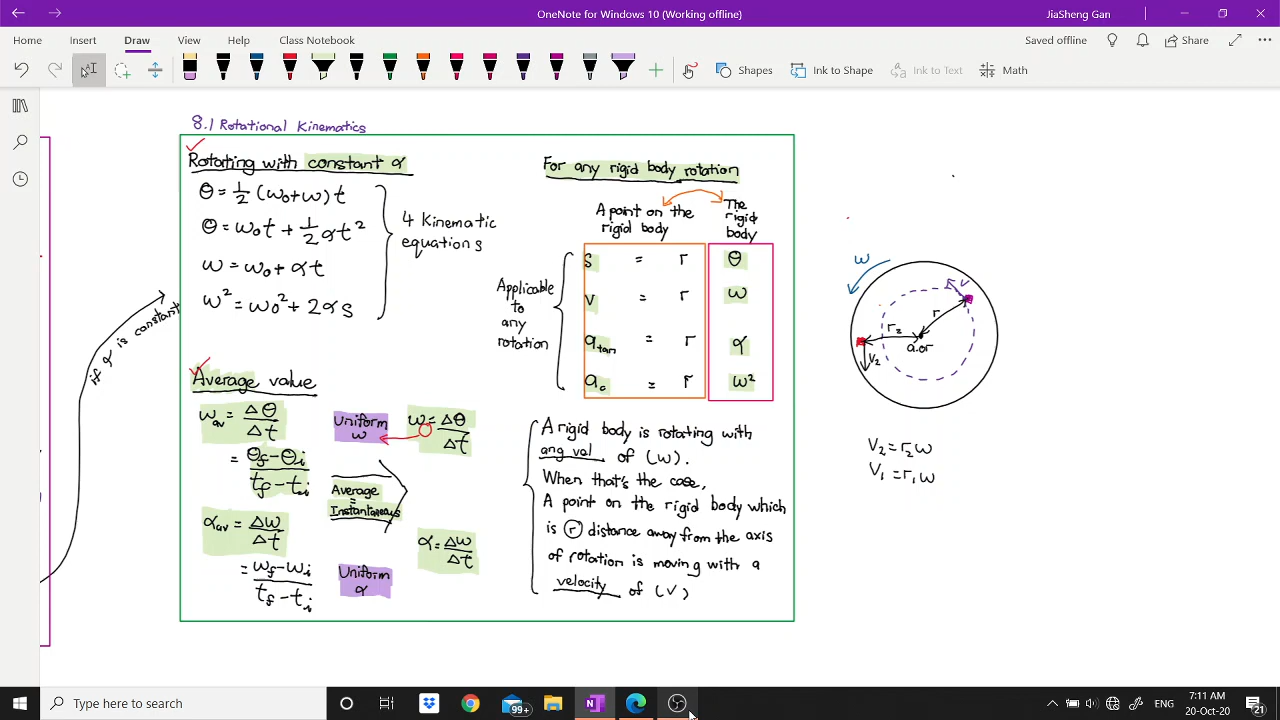 OneNote for Windows 10 (Working offline)
JiaSheng Gan
Home Insert Draw View Help Class Notebook
Saved offline Share
Shapes Ink to Shape Ink to Text Math
8.1 Rotational Kinematics
Rotating with constant α
θ = 1/2 (ω₀+ω) t
θ = ω₀t + 1/2 αt²
ω = ω₀ + αt
ω² = ω₀² + 2αs
4 Kinematic
equations
if α is constant
Average value
ω_av = Δθ/Δt
= (θf − θi)/(tf − ti)
α_av = Δω/Δt
= (ωf − ωi)/(tf − ti)
Uniform
ω
ω = Δθ/Δt
Average
=
Instantaneous
α = Δω/Δt
Uniform
α
For any rigid body rotation
A point on the
rigid body
The
rigid
body
Applicable
to
any
rotation
s = r θ
v = r ω
a_tan = r α
a_c = r ω²
A rigid body is rotating with
ang vel of (ω).
When that's the case,
A point on the rigid body which
is r distance away from the axis
of rotation is moving with a
velocity of (v)
ω
v
r
r₂
a.o.r
v₂
v₂ = r₂ω
v₁ = r₁ω
Type here to search
99+
7:11 AM
ENG
20-Oct-20
21